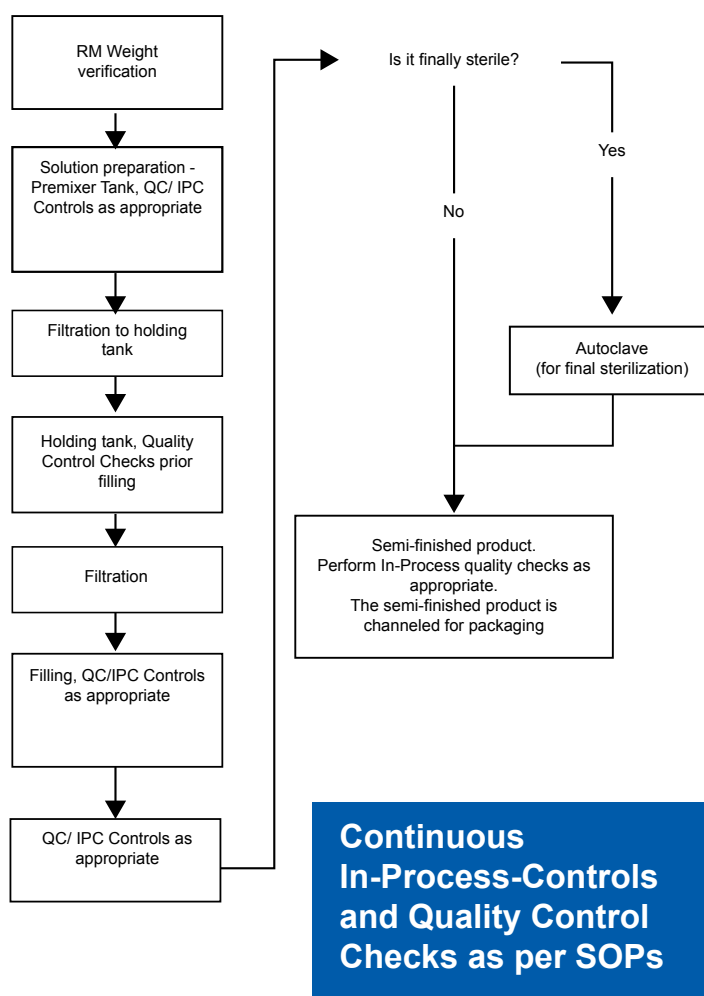 RM Weight
verification
Solution preparation -
Premixer Tank, QC/ IPC
Controls as appropriate
Filtration to holding
tank
Holding tank, Quality
Control Checks prior
filling
Filtration
Filling, QC/IPC Controls
as appropriate
QC/ IPC Controls as
appropriate
Is it finally sterile?
Yes
No
Autoclave
(for final sterilization)
Semi-finished product.
Perform In-Process quality checks as
appropriate.
The semi-finished product is
channeled for packaging
Continuous
In-Process-Controls
and Quality Control
Checks as per SOPs